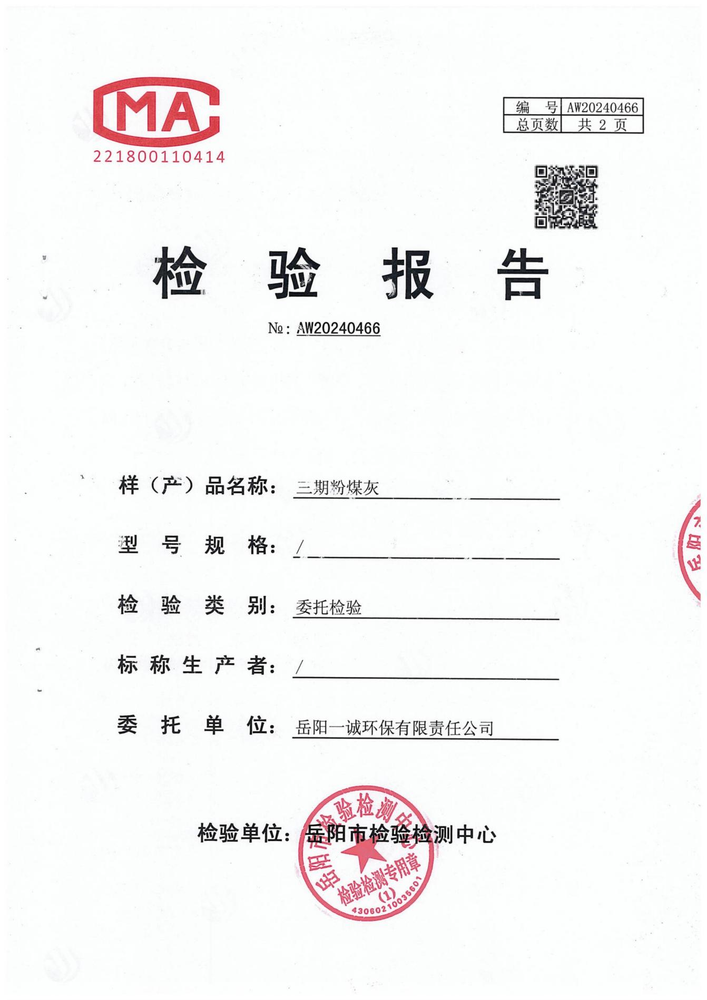 CMA
221800110414
编 号 AW20240466
总页数 共 2 页
检 验 报 告
№: AW20240466
样（产）品名称: 三期粉煤灰
型 号 规 格: /
检 验 类 别: 委托检验
标 称 生 产 者: /
委 托 单 位: 岳阳一诚环保有限责任公司
检验单位: 岳阳市检验检测中心
岳阳市检验检测中心
检验检测专用章
(1)
43060210035601
岳阳